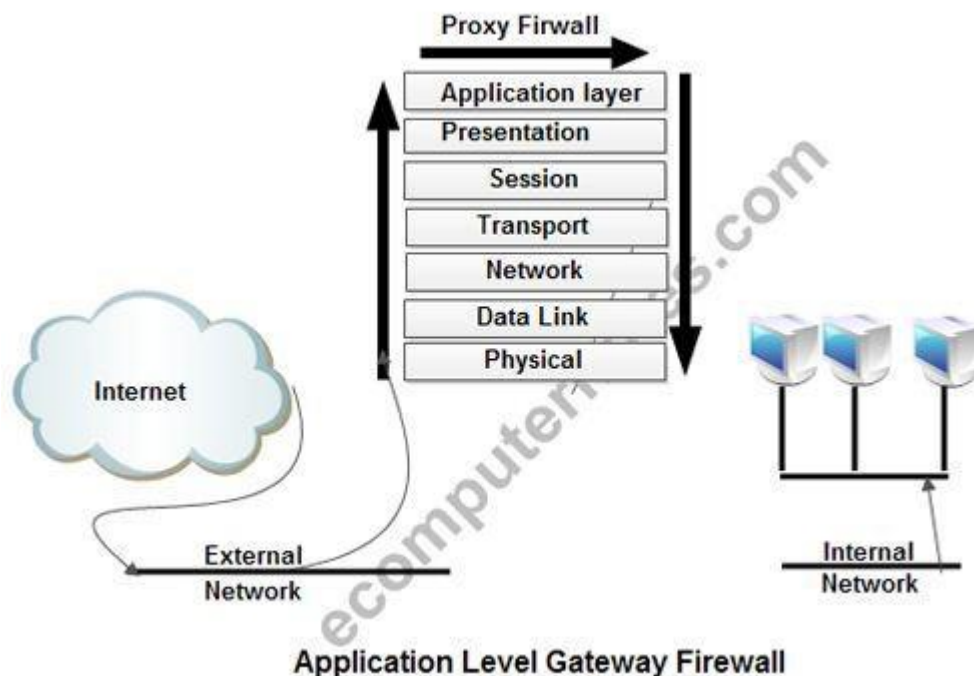 Proxy Firwall
Application layer
Presentation
Session
Transport
Network
Data Link
Physical
Internet
External
Network
Internal
Network
Application Level Gateway Firewall